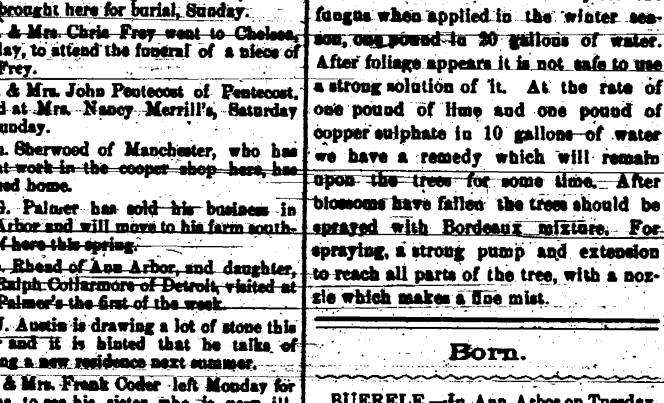 brought here for burial, Sunday.
& Mrs. Chris Frey went to Chelsea,
to attend the funeral of a niece of
Frey.
& Mrs. John Pentecost of Pentecost,
at Mrs. Nancy Merrill's, Saturday
Sherwood of Manchester, who has
work in the cooper shop here, has
home.
G. Palmer has sold his business in
Arbor and will move to his farm south-
here this spring.
Rhead of Ann Arbor, and daughter,
Ralph Collarmore of Detroit, visited at
Palmer's the first of the week.
J. Austin is drawing a lot of stone this
and it is hinted that he talks of
a new residence next summer.
& Mrs. Frank Coder left Monday for
to see his sister who is very ill.
fungus when applied in the winter sea-
son, one pound in 20 gallons of water.
After foliage appears it is not safe to use
a strong solution of it. At the rate of
one pound of lime and one pound of
copper sulphate in 10 gallons of water
we have a remedy which will remain
upon the trees for some time. After
blossoms have fallen the trees should be
sprayed with Bordeaux mixture. For
spraying, a strong pump and extension
to reach all parts of the tree, with a noz-
zle which makes a fine mist.
Born.
BUERFLE.—In Ann Arbor on Tuesday